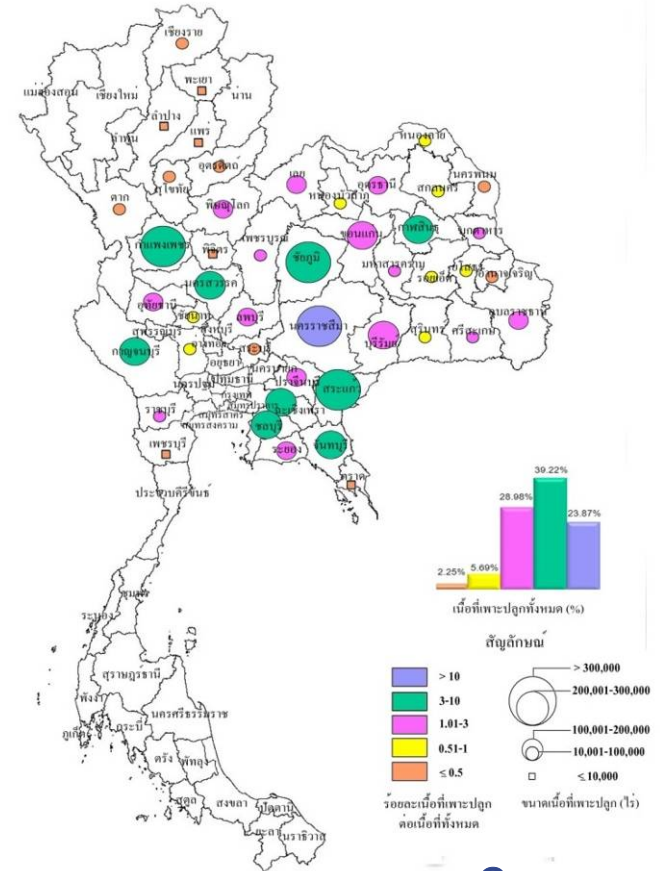 เชียงราย
พะเยา
แม่ฮ่องสอน
เชียงใหม่
น่าน
ลำปาง
แพร่
ลำพูน
อุตรดิตถ์
สุโขทัย
ตาก
พิษณุโลก
เลย
หนองคาย
อุดรธานี
หนองบัวลำภู
สกลนคร
นครพนม
กำแพงเพชร
พิจิตร
เพชรบูรณ์
ขอนแก่น
กาฬสินธุ์
มุกดาหาร
ชัยภูมิ
มหาสารคาม
ร้อยเอ็ด
ยโสธร
อำนาจเจริญ
นครสวรรค์
อุทัยธานี
ชัยนาท
ลพบุรี
นครราชสีมา
บุรีรัมย์
สุรินทร์
ศรีสะเกษ
อุบลราชธานี
สุพรรณบุรี
สิงห์บุรี
อ่างทอง
สระบุรี
กาญจนบุรี
อยุธยา
นครนายก
ปราจีนบุรี
สระแก้ว
นครปฐม
ปทุมธานี
กรุงเทพ
สมุทรปราการ
ฉะเชิงเทรา
ราชบุรี
สมุทรสาคร
สมุทรสงคราม
ชลบุรี
เพชรบุรี
ระยอง
จันทบุรี
ตราด
ประจวบคีรีขันธ์
ชุมพร
ระนอง
สุราษฎร์ธานี
พังงา
นครศรีธรรมราช
ภูเก็ต
กระบี่
ตรัง
พัทลุง
สตูล
สงขลา
ปัตตานี
ยะลา
นราธิวาส
2.25%
5.69%
28.98%
39.22%
23.87%
เนื้อที่เพาะปลูกทั้งหมด (%)
สัญลักษณ์
> 10
3-10
1.01-3
0.51-1
≤ 0.5
ร้อยละเนื้อที่เพาะปลูก
ต่อเนื้อที่ทั้งหมด
> 300,000
200,001-300,000
100,001-200,000
10,001-100,000
≤ 10,000
ขนาดเนื้อที่เพาะปลูก (ไร่)